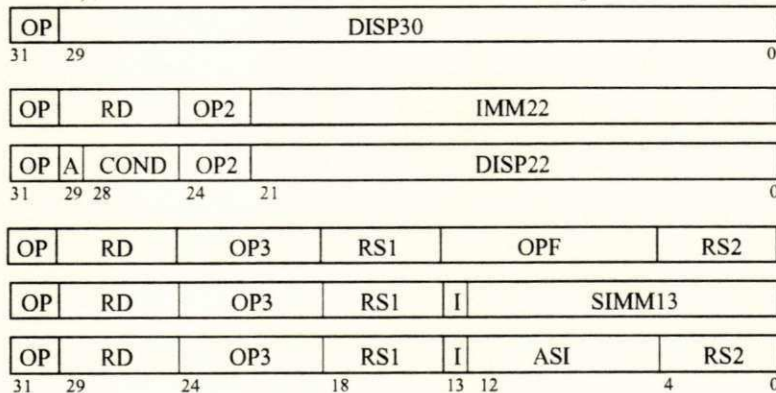 OP DISP30
31 29 0
OP RD OP2 IMM22
OP A COND OP2 DISP22
31 29 28 24 21 0
OP RD OP3 RS1 OPF RS2
OP RD OP3 RS1 I SIMM13
OP RD OP3 RS1 I ASI RS2
31 29 24 18 13 12 4 0